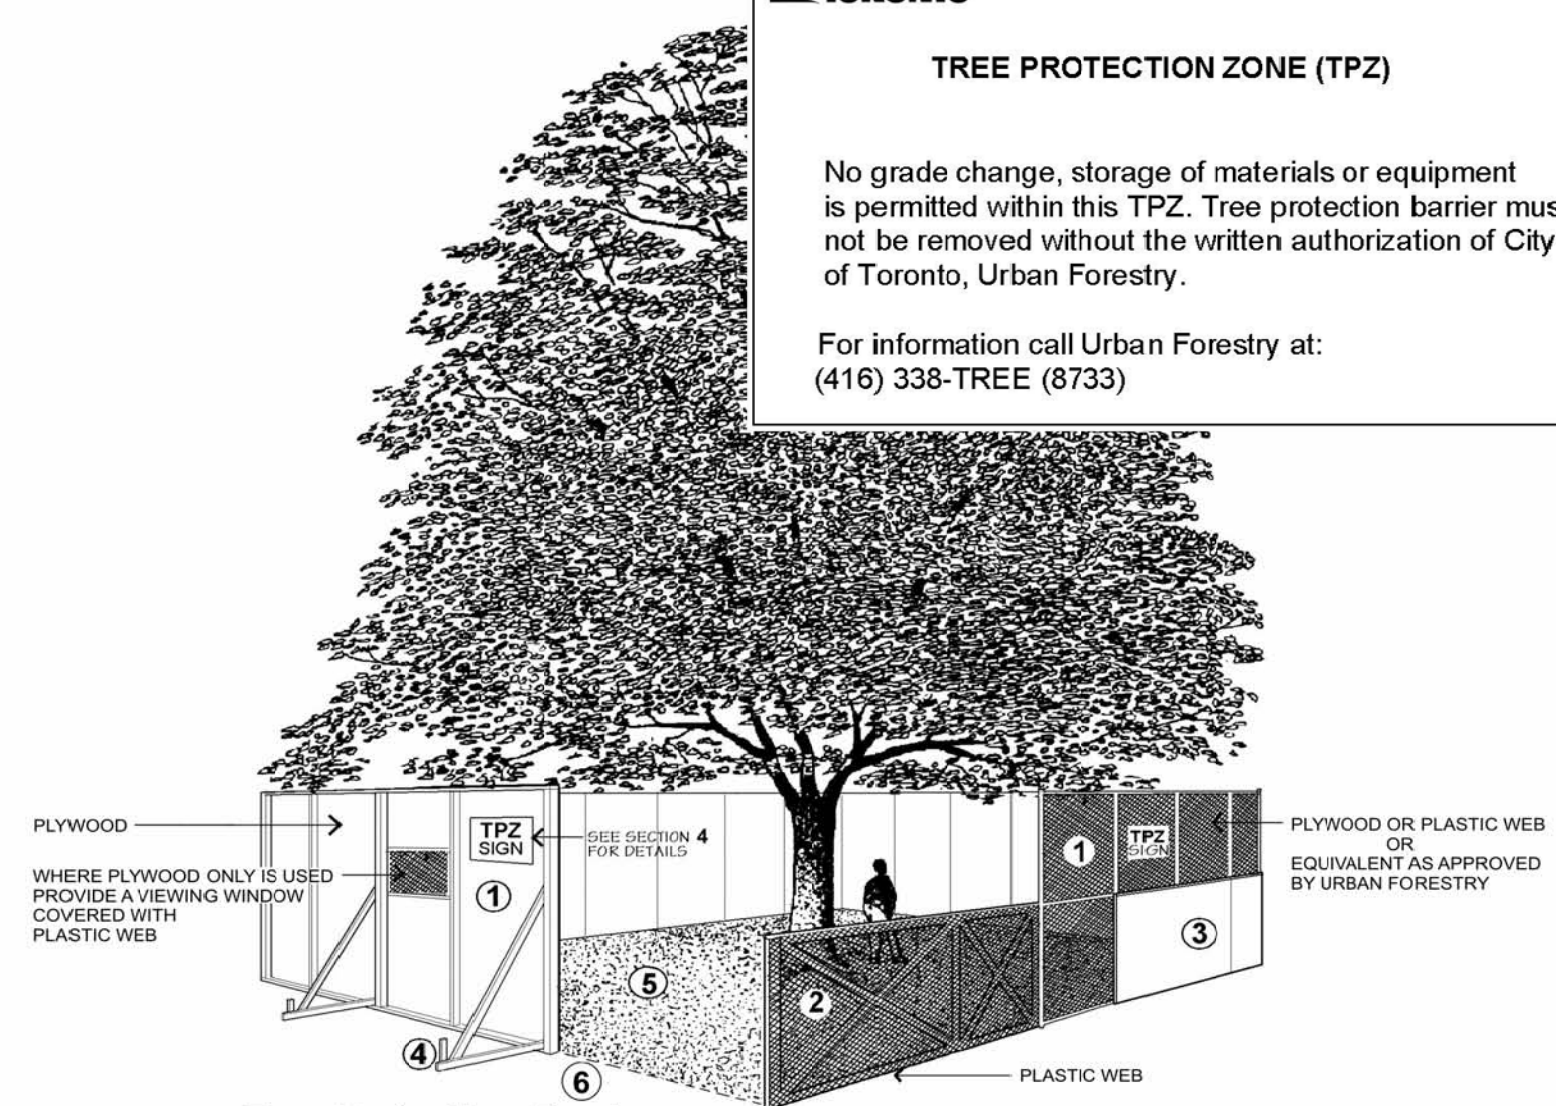 TREE PROTECTION ZONE (TPZ)
No grade change, storage of materials or equipment
is permitted within this TPZ. Tree protection barrier mus
not be removed without the written authorization of City
of Toronto, Urban Forestry.
For information call Urban Forestry at:
(416) 338-TREE (8733)
PLYWOOD
WHERE PLYWOOD ONLY IS USED
PROVIDE A VIEWING WINDOW
COVERED WITH
PLASTIC WEB
TPZ
SIGN
SEE SECTION 4
FOR DETAILS
1
1
TPZ
SIGN
PLYWOOD OR PLASTIC WEB
OR
EQUIVALENT AS APPROVED
BY URBAN FORESTRY
3
5
2
4
6
PLASTIC WEB